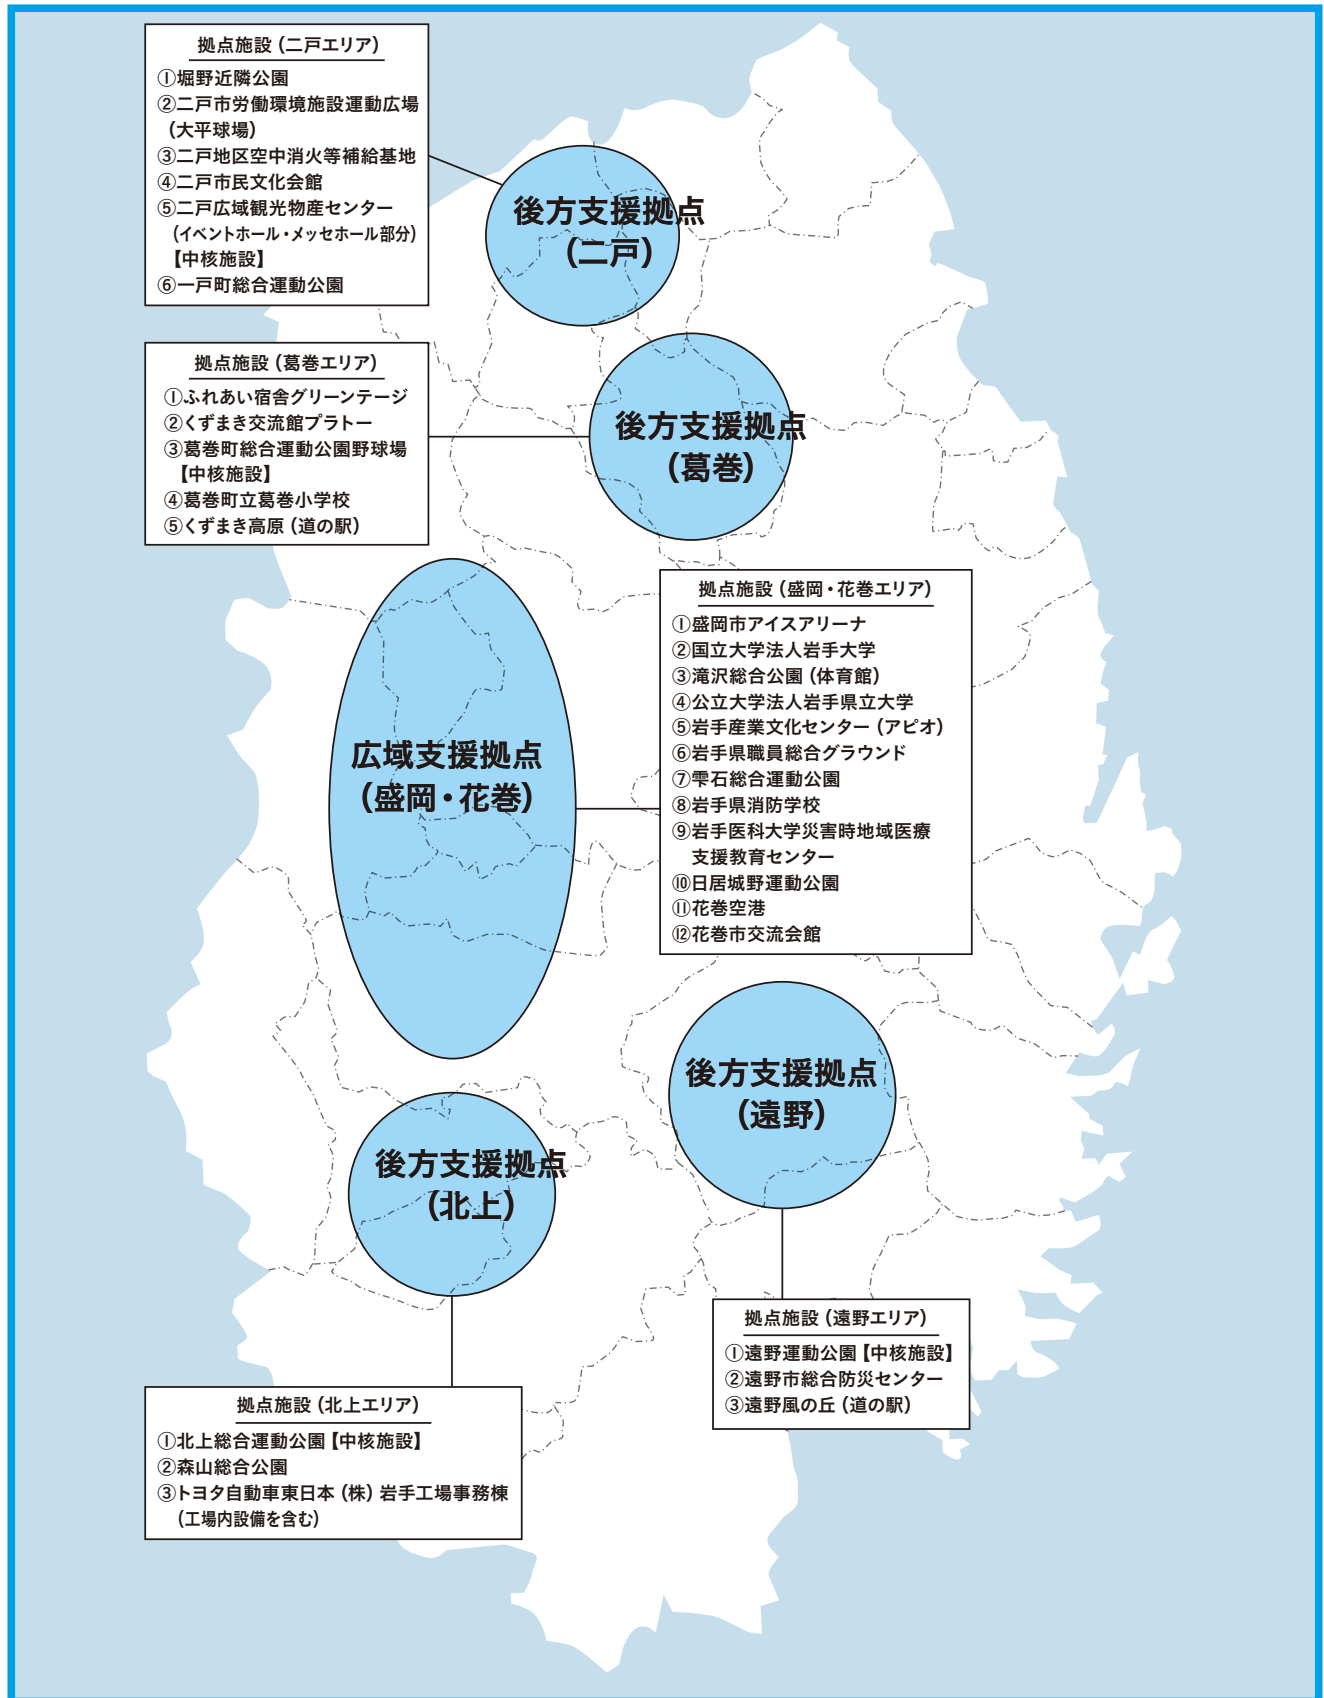 拠点施設（二戸エリア）
①堀野近隣公園
②二戸市労働環境施設運動広場
（大平球場）
③二戸地区空中消火等補給基地
④二戸市民文化会館
⑤二戸広域観光物産センター
（イベントホール・メッセホール部分）
【中核施設】
⑥一戸町総合運動公園
後方支援拠点
（二戸）
拠点施設（葛巻エリア）
①ふれあい宿舎グリーンテージ
②くずまき交流館プラトー
③葛巻町総合運動公園野球場
【中核施設】
④葛巻町立葛巻小学校
⑤くずまき高原（道の駅）
後方支援拠点
（葛巻）
広域支援拠点
（盛岡・花巻）
拠点施設（盛岡・花巻エリア）
①盛岡市アイスアリーナ
②国立大学法人岩手大学
③滝沢総合公園（体育館）
④公立大学法人岩手県立大学
⑤岩手産業文化センター（アピオ）
⑥岩手県職員総合グラウンド
⑦雫石総合運動公園
⑧岩手県消防学校
⑨岩手医科大学災害時地域医療
支援教育センター
⑩日居城野運動公園
⑪花巻空港
⑫花巻市交流会館
後方支援拠点
（遠野）
後方支援拠点
（北上）
拠点施設（遠野エリア）
①遠野運動公園【中核施設】
②遠野市総合防災センター
③遠野風の丘（道の駅）
拠点施設（北上エリア）
①北上総合運動公園【中核施設】
②森山総合公園
③トヨタ自動車東日本（株）岩手工場事務棟
（工場内設備を含む）